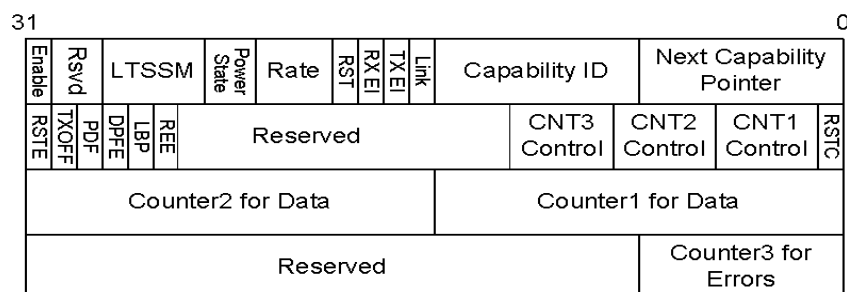 31 0
Enable Rsvd LTSSM Power State Rate RST RX EI TX EI Link Capability ID Next Capability Pointer
RSTE TXOFF PDF DPFE LBP REE Reserved CNT3 Control CNT2 Control CNT1 Control RSTC
Counter2 for Data Counter1 for Data
Reserved Counter3 for Errors